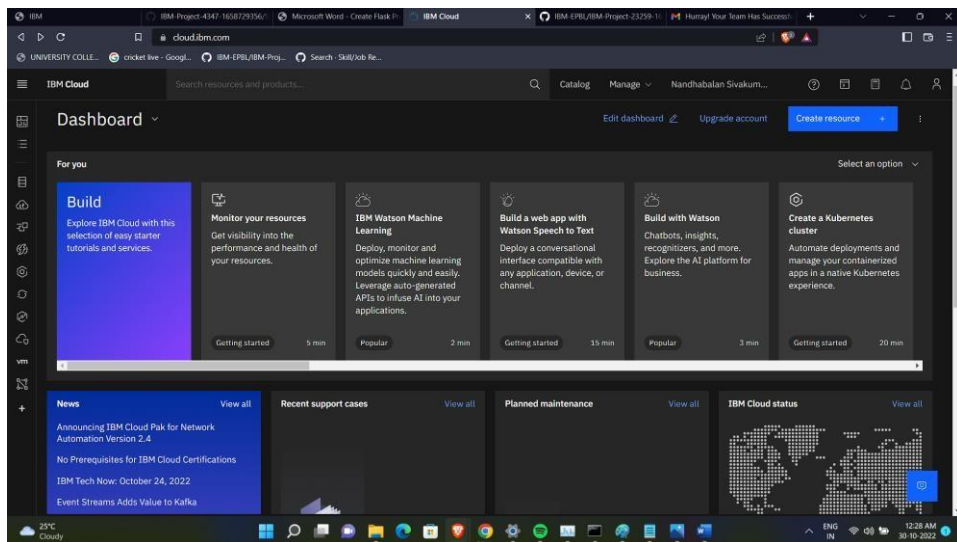 IBM
IBM-Project-4347-1658729356/
Microsoft Word - Create Flask Pr
IBM Cloud
IBM-EPBL/IBM-Project-23259-16
Hurray! Your Team Has Successf
cloud.ibm.com
UNIVERSITY COLLE...
cricket live - Googl...
IBM-EPBL/IBM-Proj...
Search · Skill/Job Re...
IBM Cloud
Search resources and products...
Catalog
Manage
Nandhabalan Sivakum...
Dashboard
Edit dashboard
Upgrade account
Create resource +
For you
Select an option
Build
Explore IBM Cloud with this
selection of easy starter
tutorials and services.
Monitor your resources
Get visibility into the
performance and health of
your resources.
Getting started
5 min
IBM Watson Machine
Learning
Deploy, monitor and
optimize machine learning
models quickly and easily.
Leverage auto-generated
APIs to infuse AI into your
applications.
Popular
2 min
Build a web app with
Watson Speech to Text
Deploy a conversational
interface compatible with
any application, device, or
channel.
Getting started
15 min
Build with Watson
Chatbots, insights,
recognitizers, and more.
Explore the AI platform for
business.
Popular
3 min
Create a Kubernetes
cluster
Automate deployments and
manage your containerized
apps in a native Kubernetes
experience.
Getting started
20 min
vm
News
View all
Announcing IBM Cloud Pak for Network
Automation Version 2.4
No Prerequisites for IBM Cloud Certifications
IBM Tech Now: October 24, 2022
Event Streams Adds Value to Kafka
Recent support cases
View all
Planned maintenance
View all
IBM Cloud status
View all
25°C
Cloudy
ENG
IN
12:28 AM
30-10-2022